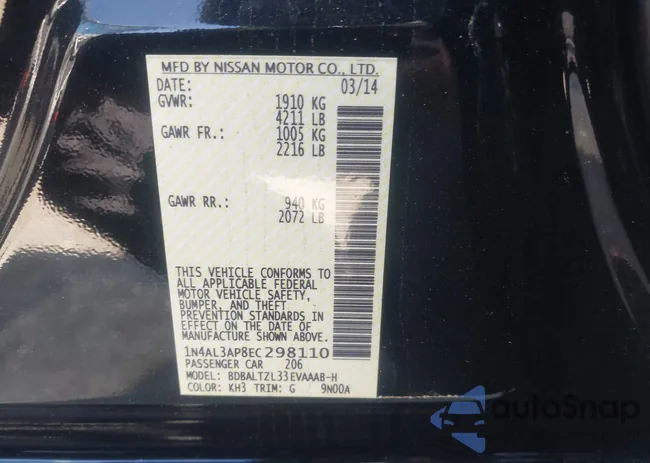 MFD BY NISSAN MOTOR CO., LTD.
DATE: 03/14
GVWR: 1910 KG
4211 LB
GAWR FR.: 1005 KG
2216 LB
GAWR RR.: 940 KG
2072 LB
THIS VEHICLE CONFORMS TO
ALL APPLICABLE FEDERAL
MOTOR VEHICLE SAFETY,
BUMPER, AND THEFT
PREVENTION STANDARDS IN
EFFECT ON THE DATE OF
MANUFACTURE SHOWN ABOVE.
1N4AL3AP8EC298110
PASSENGER CAR 206
MODEL: BDBALTZL33EVAAAB-H
COLOR: KH3 TRIM: G 9N00A
autoSnap